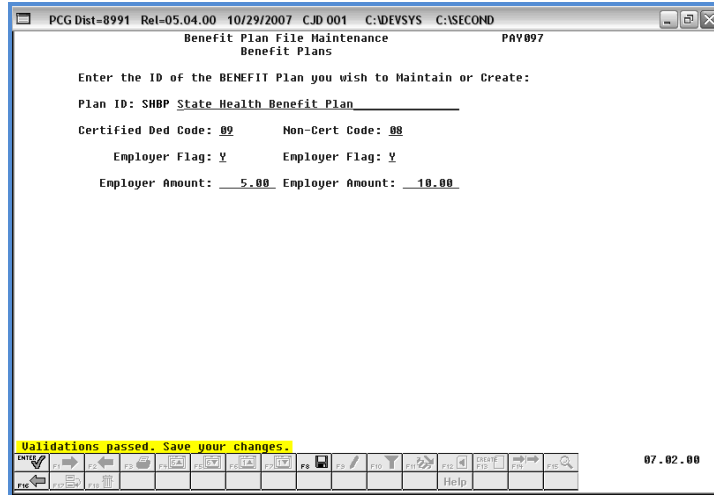 PCG Dist=8991 Rel=05.04.00 10/29/2007 CJD 001 C:\DEVSYS C:\SECOND
Benefit Plan File Maintenance PAY097
Benefit Plans
Enter the ID of the BENEFIT Plan you wish to Maintain or Create:
Plan ID: SHBP State Health Benefit Plan
Certified Ded Code: 09 Non-Cert Code: 08
Employer Flag: Y Employer Flag: Y
Employer Amount: 5.00 Employer Amount: 10.00
Validations passed. Save your changes.
ENTER F1 F2 F3 F4 F5 F6 F7 F8 F9 F10 F11 F12 CREATE F13 F14 F15 07.02.00
F16 F17 F18 Help